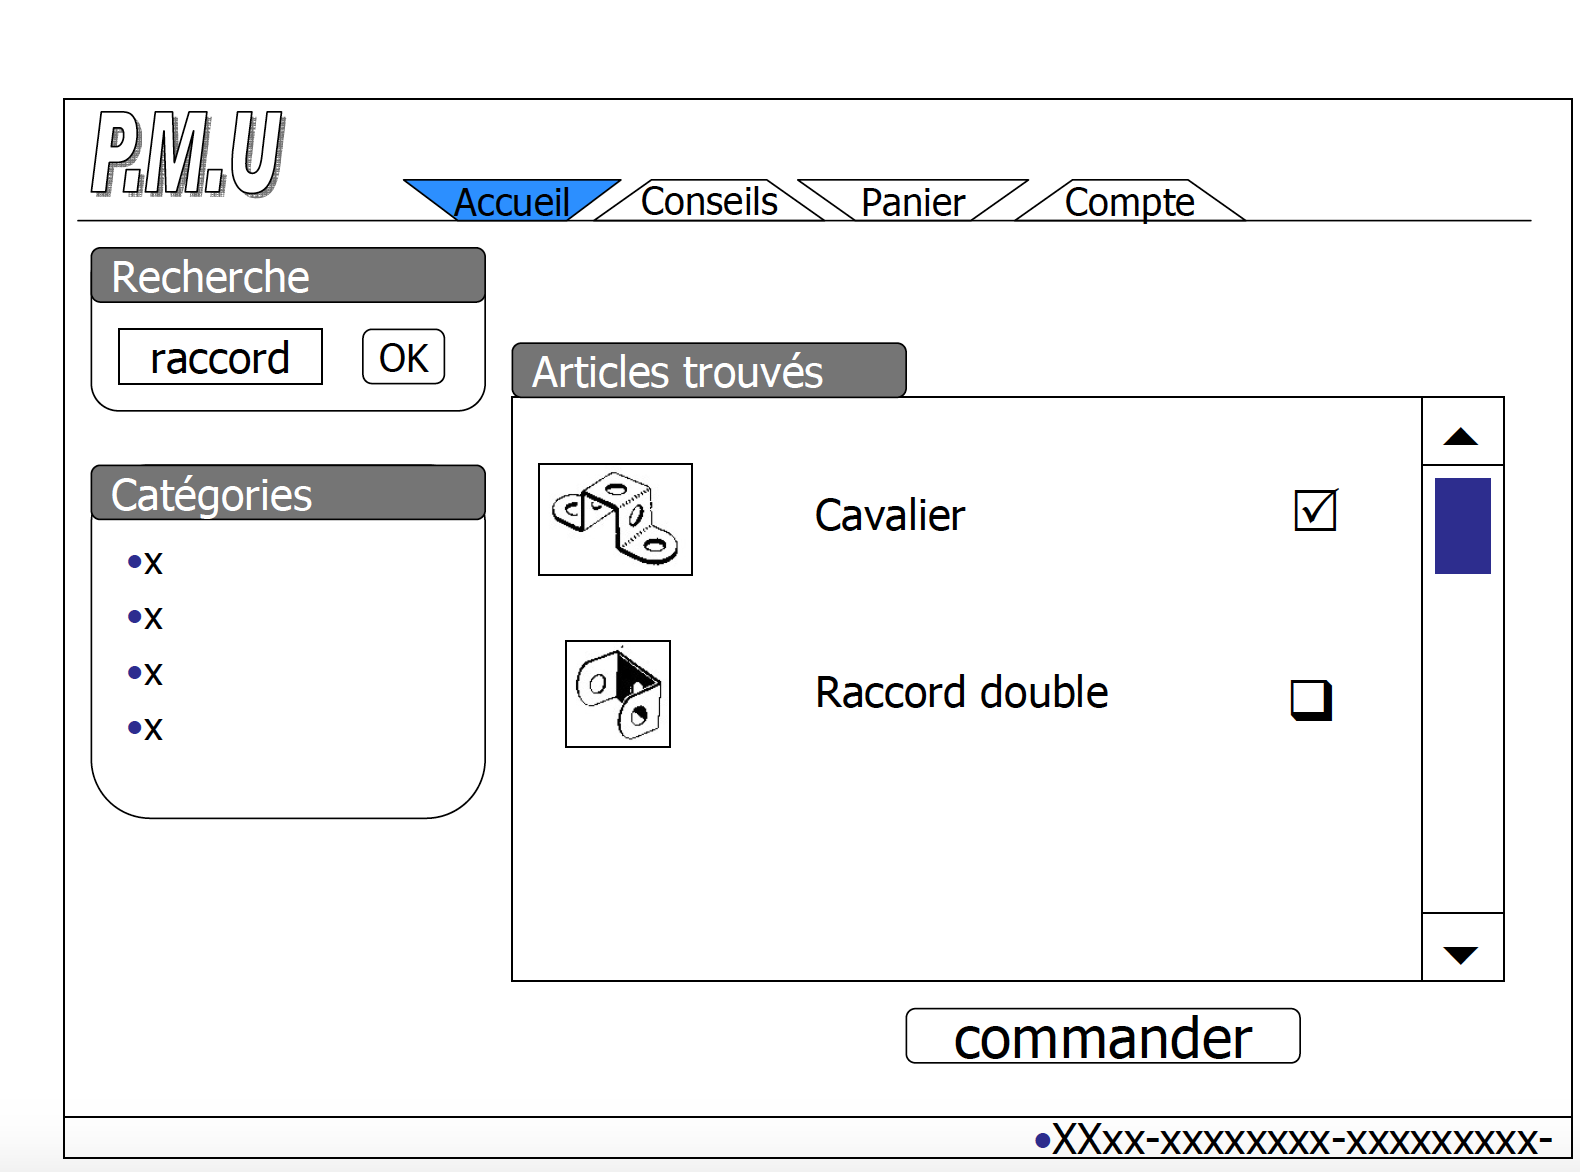 P.M.U
Accueil
Conseils
Panier
Compte
Recherche
raccord
OK
Catégories
•x
•x
•x
•x
Articles trouvés
Cavalier
Raccord double
commander
•XXxx-xxxxxxxx-xxxxxxxxx-